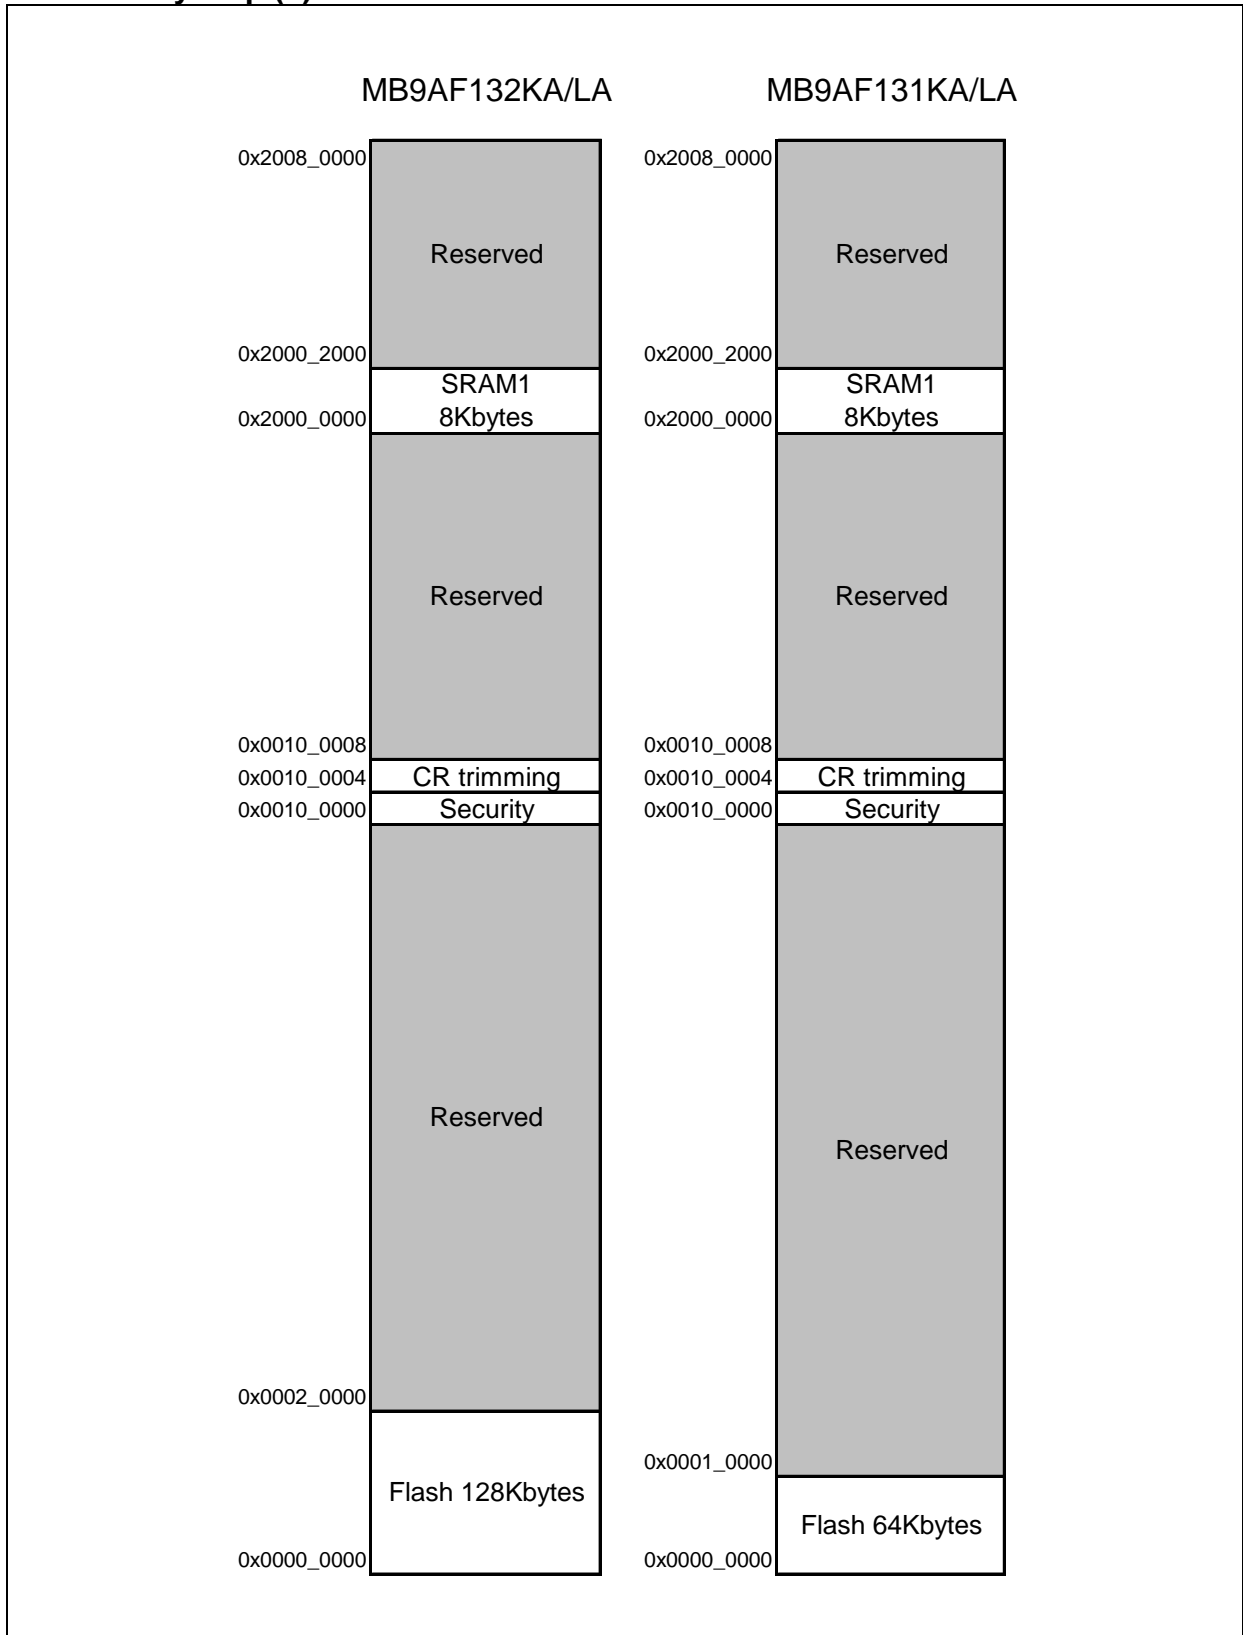 MB9AF132KA/LA
MB9AF131KA/LA
0x2008_0000
Reserved
0x2000_2000
SRAM1
8Kbytes
0x2000_0000
Reserved
0x0010_0008
0x0010_0004
CR trimming
0x0010_0000
Security
Reserved
0x0002_0000
Flash 128Kbytes
0x0000_0000
0x2008_0000
Reserved
0x2000_2000
SRAM1
8Kbytes
0x2000_0000
Reserved
0x0010_0008
0x0010_0004
CR trimming
0x0010_0000
Security
Reserved
0x0001_0000
Flash 64Kbytes
0x0000_0000